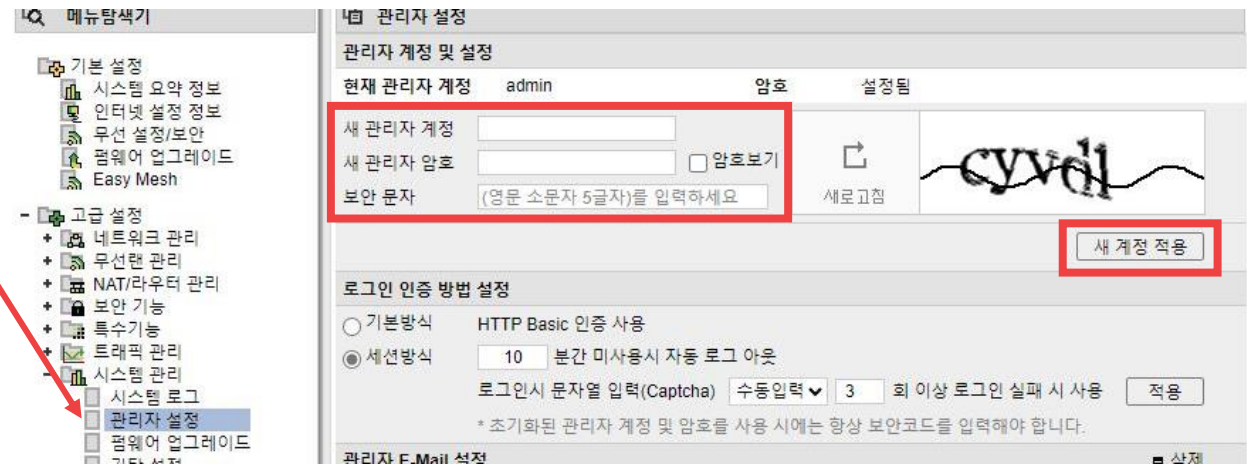 메뉴탐색기
기본 설정
시스템 요약 정보
인터넷 설정 정보
무선 설정/보안
펌웨어 업그레이드
Easy Mesh
고급 설정
네트워크 관리
무선랜 관리
NAT/라우터 관리
보안 기능
특수기능
트래픽 관리
시스템 관리
시스템 로그
관리자 설정
펌웨어 업그레이드
기타 설정
관리자 설정
관리자 계정 및 설정
현재 관리자 계정 admin 암호 설정됨
새 관리자 계정
새 관리자 암호 암호보기
보안 문자 (영문 소문자 5글자)를 입력하세요
새로고침
cyvdl
새 계정 적용
로그인 인증 방법 설정
기본방식 HTTP Basic 인증 사용
세션방식 10 분간 미사용시 자동 로그 아웃
로그인시 문자열 입력(Captcha) 수동입력 3 회 이상 로그인 실패 시 사용 적용
* 초기화된 관리자 계정 및 암호를 사용 시에는 항상 보안코드를 입력해야 합니다.
관리자 E-Mail 설정 삭제